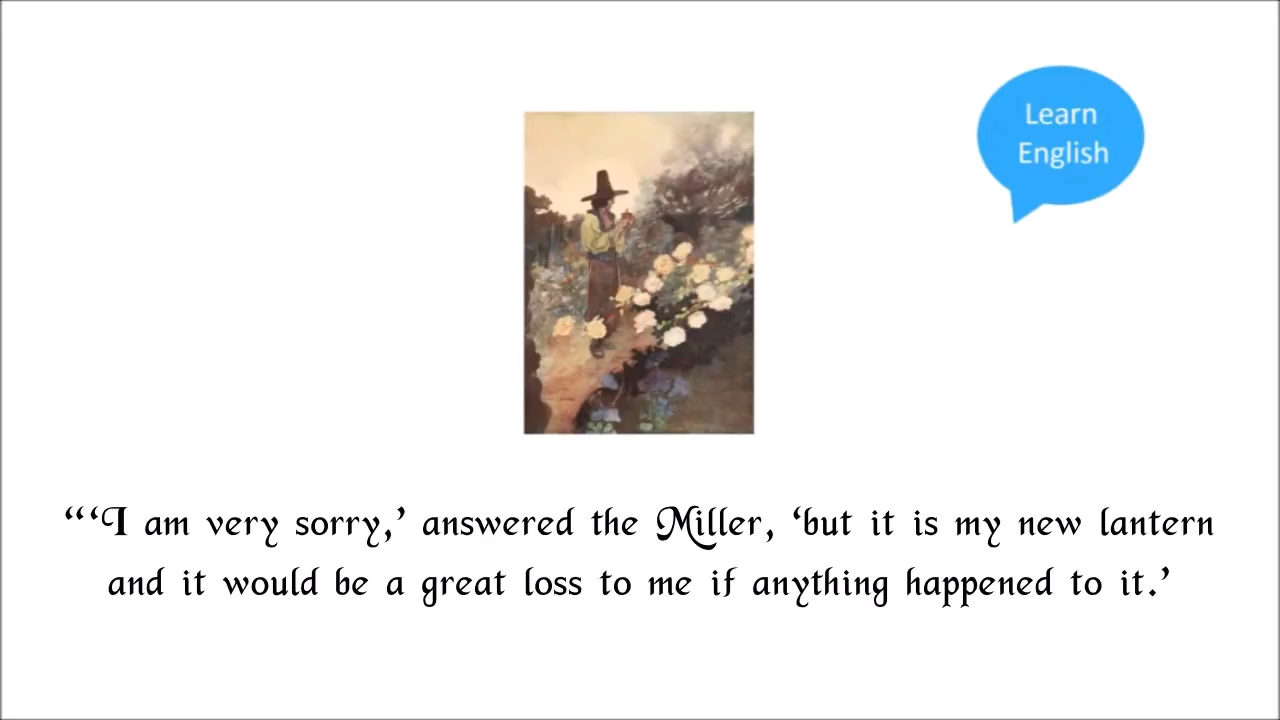 Learn
English
“‘I am very sorry,’ answered the Miller, ‘but it is my new lantern
and it would be a great loss to me if anything happened to it.’